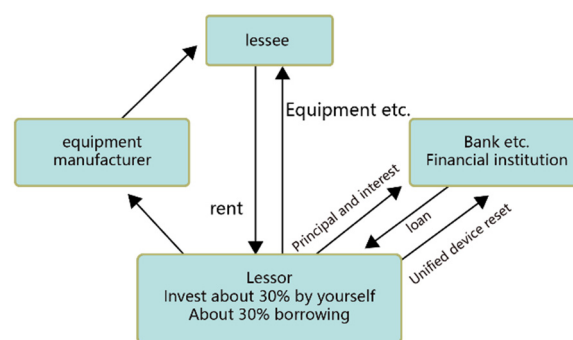 lessee
Equipment etc.
equipment
manufacturer
Bank etc.
Financial institution
rent
Principal and interest
loan
Unified device reset
Lessor
Invest about 30% by yourself
About 30% borrowing